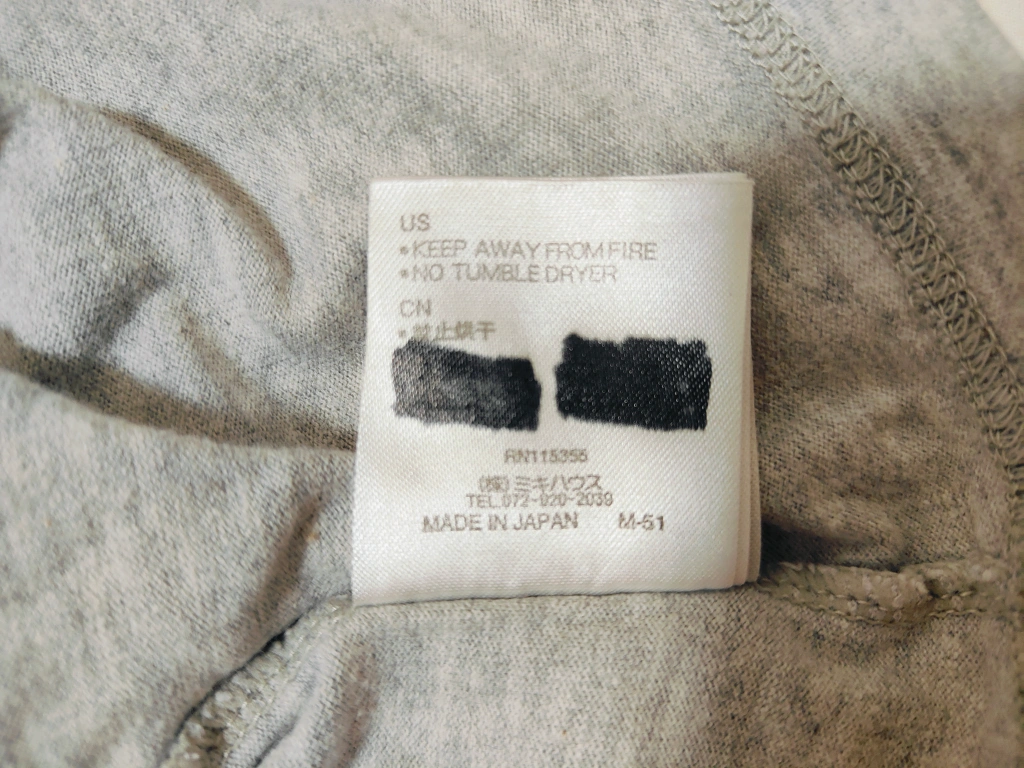 US
•KEEP AWAY FROM FIRE
•NO TUMBLE DRYER
CN
•禁止烘干
RN115355
(株)ミキハウス
TEL.072-920-2039
MADE IN JAPAN M-51